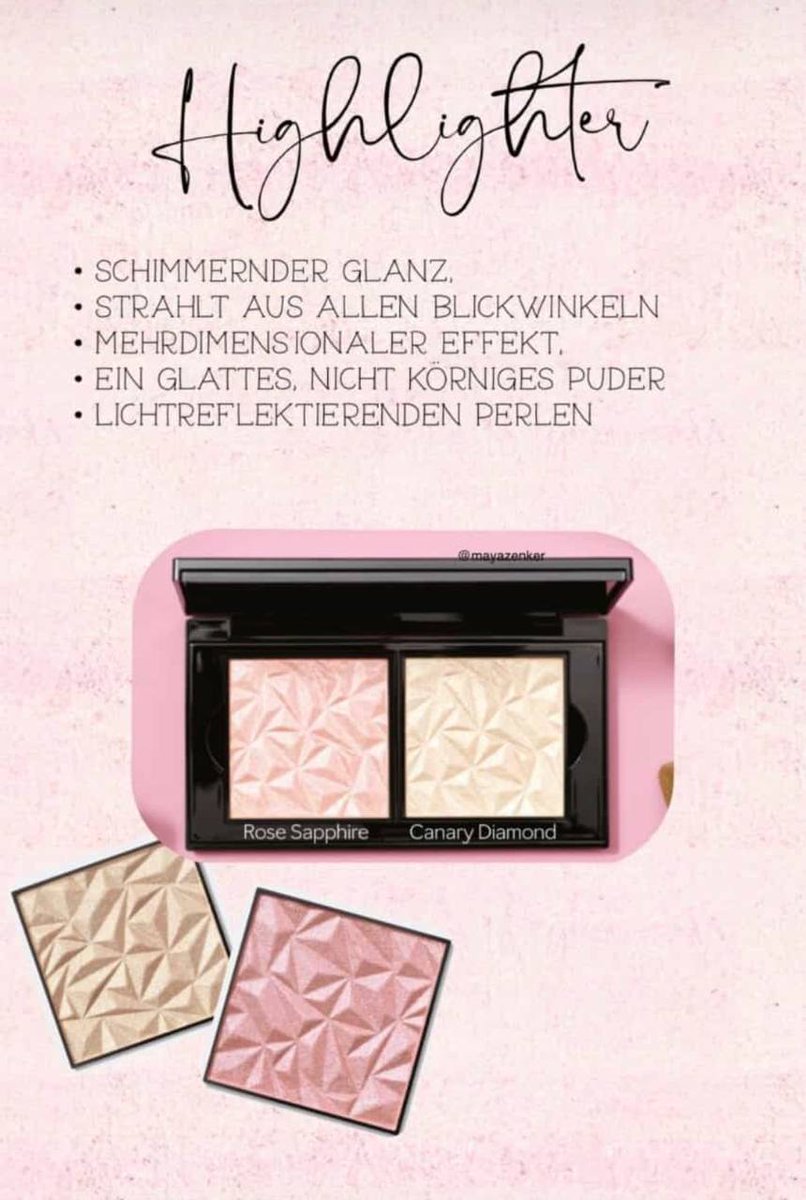 Highlighter
• SCHIMMERNDER GLANZ,
• STRAHLT AUS ALLEN BLICKWINKELN
• MEHRDIMENSIONALER EFFEKT,
• EIN GLATTES, NICHT KÖRNIGES PUDER
• LICHTREFLEKTIERENDEN PERLEN
@mayazenker
Rose Sapphire Canary Diamond